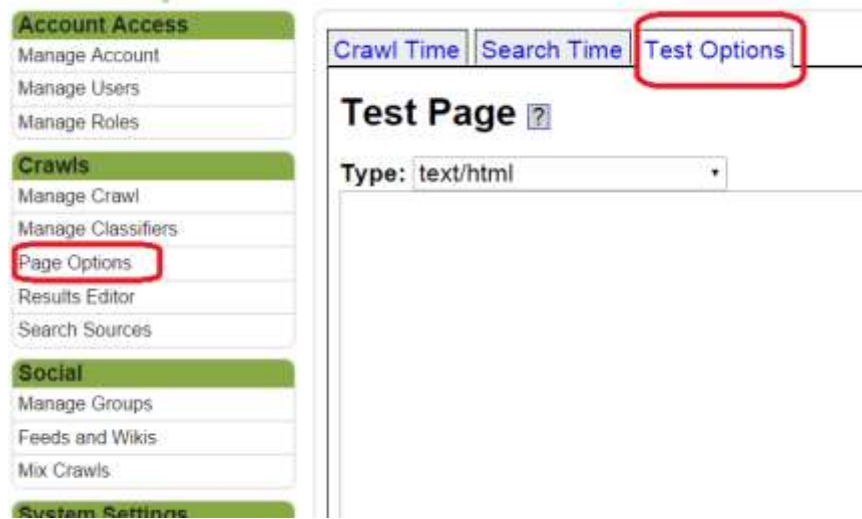 Account Access
Manage Account
Manage Users
Manage Roles
Crawls
Manage Crawl
Manage Classifiers
Page Options
Results Editor
Search Sources
Social
Manage Groups
Feeds and Wikis
Mix Crawls
System Settings
Crawl Time Search Time Test Options
Test Page ?
Type: text/html